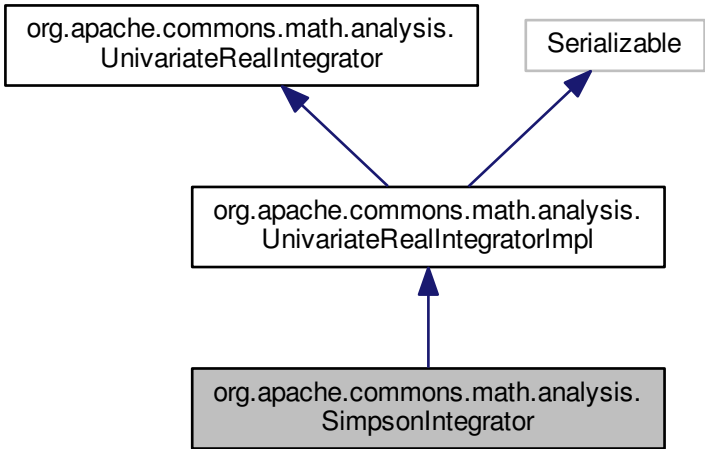 org.apache.commons.math.analysis.
UnivariateRealIntegrator
Serializable
org.apache.commons.math.analysis.
UnivariateRealIntegratorImpl
org.apache.commons.math.analysis.
SimpsonIntegrator